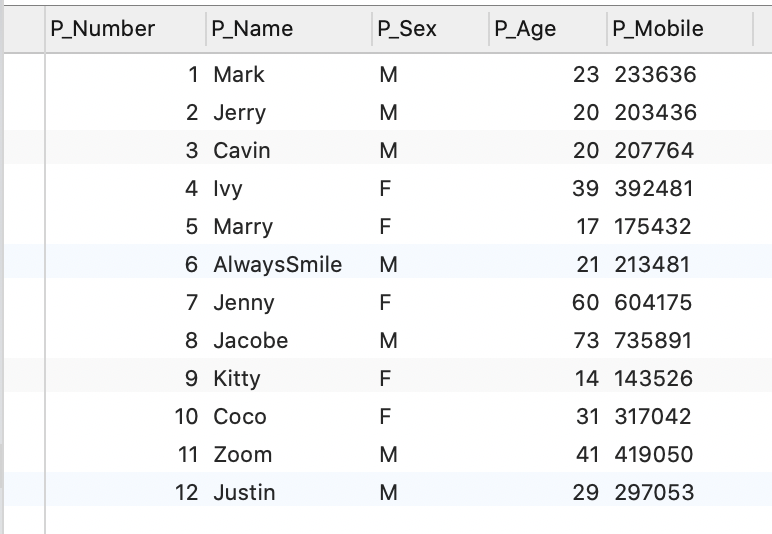 P_Number P_Name P_Sex P_Age P_Mobile
1 Mark M 23 233636
2 Jerry M 20 203436
3 Cavin M 20 207764
4 Ivy F 39 392481
5 Marry F 17 175432
6 AlwaysSmile M 21 213481
7 Jenny F 60 604175
8 Jacobe M 73 735891
9 Kitty F 14 143526
10 Coco F 31 317042
11 Zoom M 41 419050
12 Justin M 29 297053